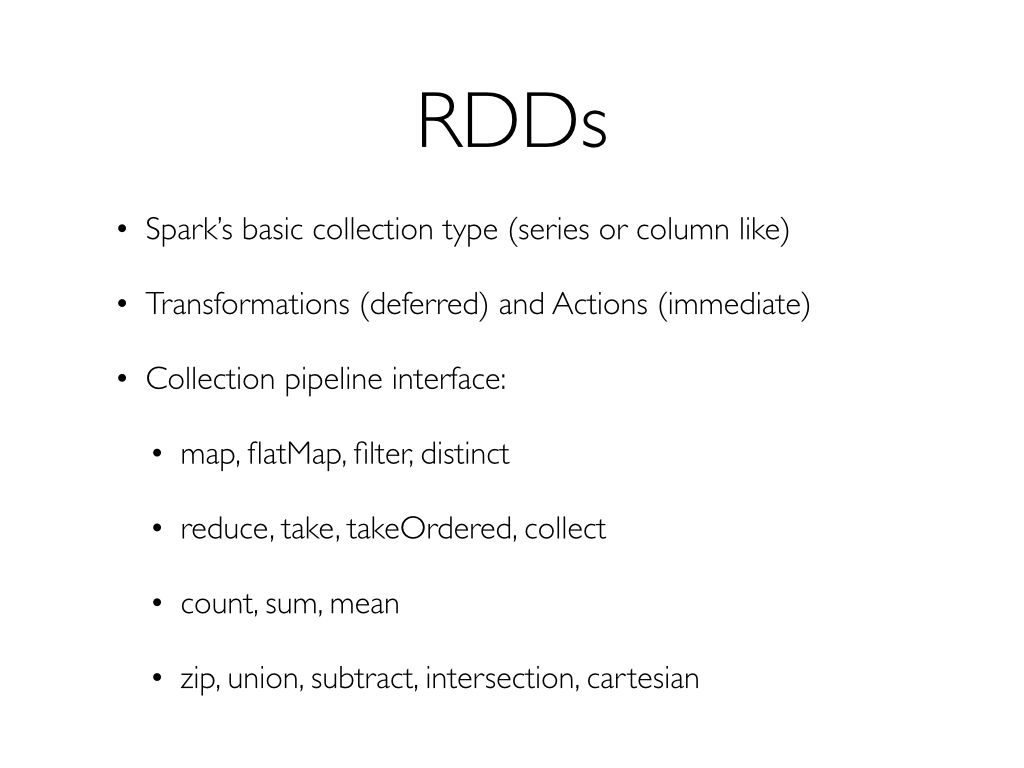 RDDs
• Spark’s basic collection type (series or column like)
• Transformations (deferred) and Actions (immediate)
• Collection pipeline interface:
• map, flatMap, filter, distinct
• reduce, take, takeOrdered, collect
• count, sum, mean
• zip, union, subtract, intersection, cartesian